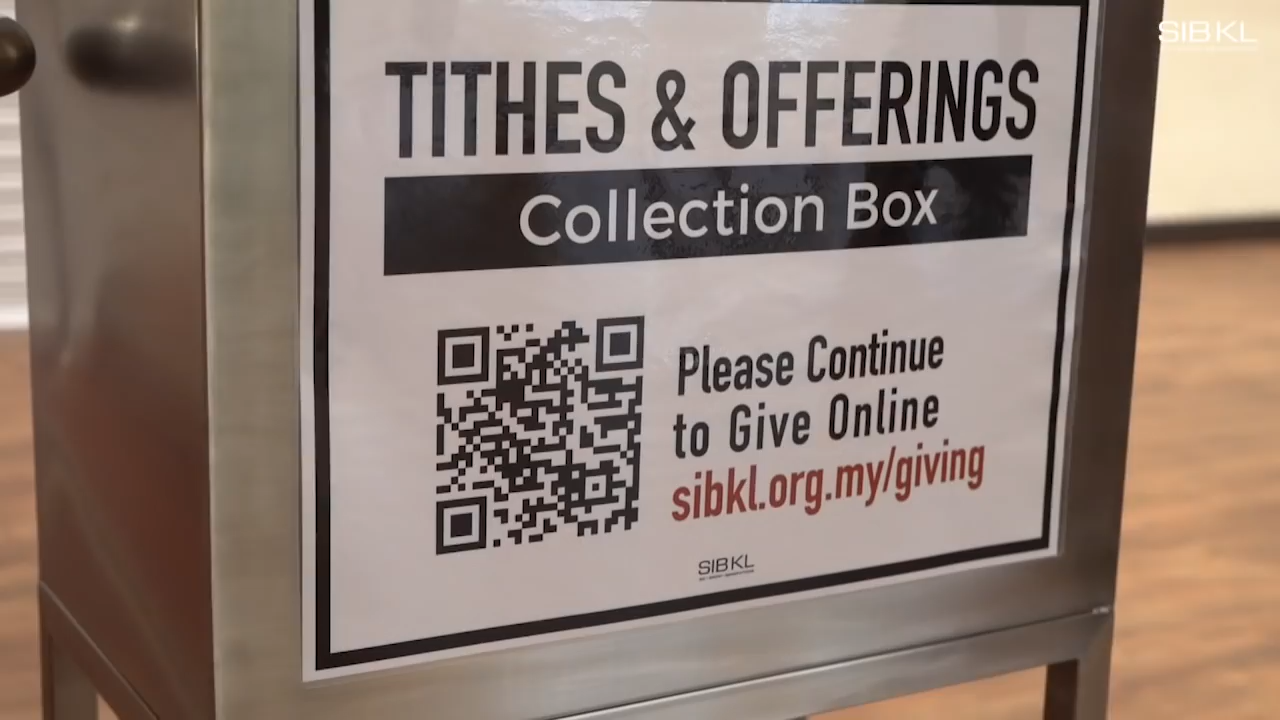 SIBKL
TITHES & OFFERINGS
Collection Box
Please Continue
to Give Online
sibkl.org.my/giving
SIBKL